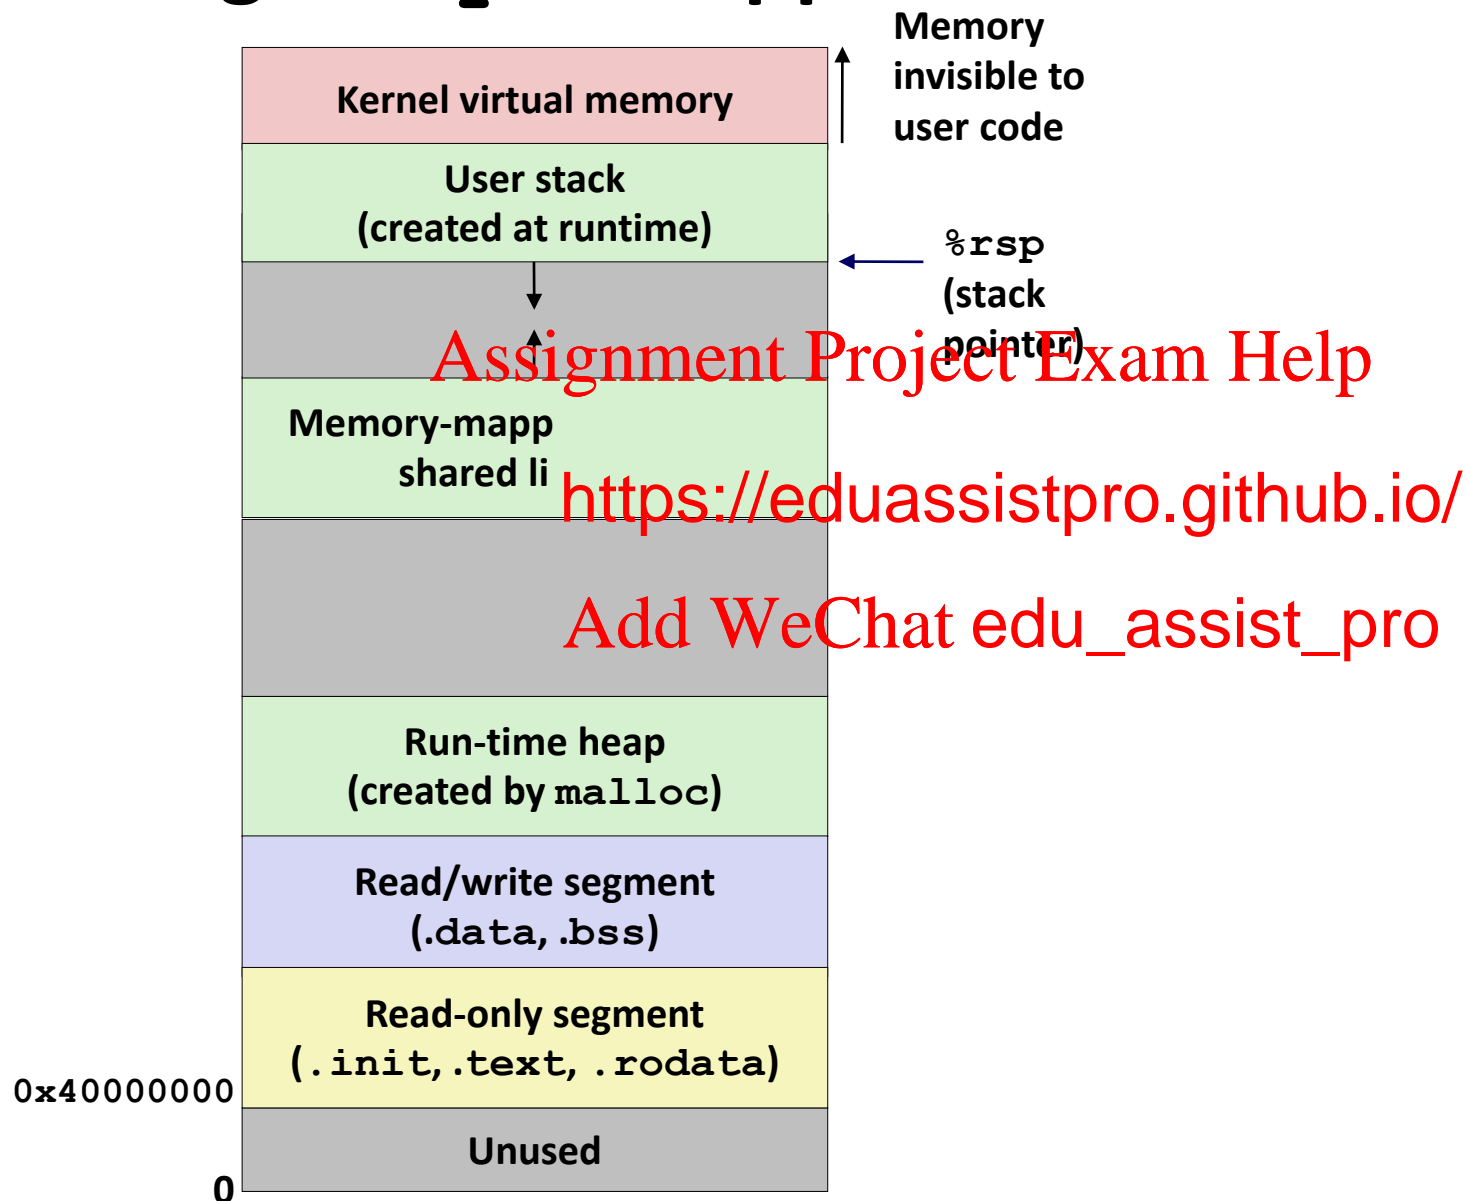 Memory
invisible to
user code
Kernel virtual memory
User stack
(created at runtime)
%rsp
(stack
pointer)
Assignment Project Exam Help
Memory-mapp
shared li
https://eduassistpro.github.io/
Add WeChat edu_assist_pro
Run-time heap
(created by malloc)
Read/write segment
(.data, .bss)
Read-only segment
(.init, .text, .rodata)
0x40000000
Unused
0